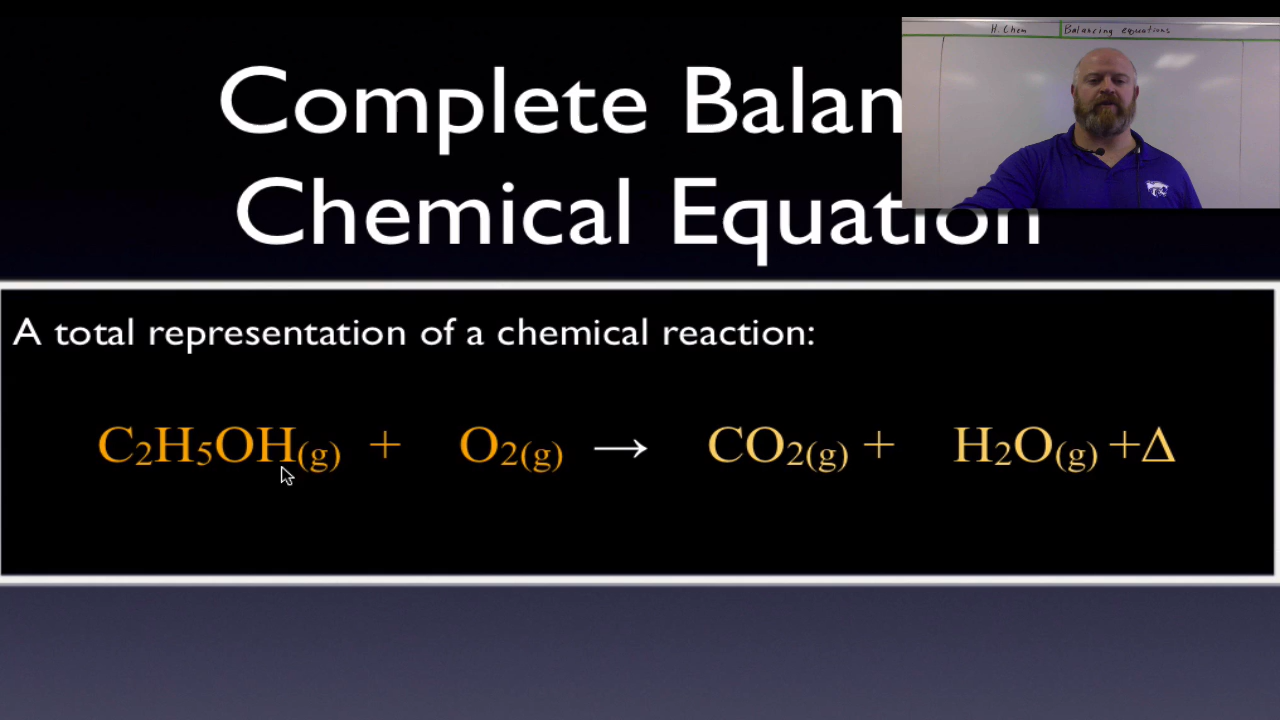 Complete Balan
Chemical Equation
H. Chem Balancing equations
A total representation of a chemical reaction:
C2H5OH(g) + O2(g) → CO2(g) + H2O(g) +Δ